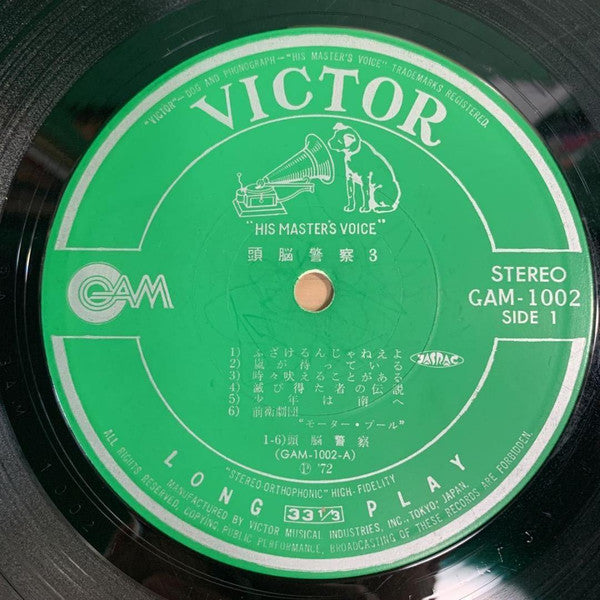 "VICTOR"—DOG AND PHONOGRAPH—"HIS MASTER'S VOICE" TRADEMARKS REGISTERED.
VICTOR
"HIS MASTER'S VOICE"
頭脳警察3
GAM
STEREO
GAM-1002
SIDE 1
1) ふざけるんじゃねえよ
2) 嵐が待っている
3) 時々吠えることがある
4) 滅び得た者の伝説
5) 少年は南へ
6) 前衛劇団
"モーター・プール"
JASRAC
1-6) 頭脳警察
(GAM-1002-A)
Ⓟ '72
LONG PLAY
"STEREO-ORTHOPHONIC" HIGH-FIDELITY
33 1/3
MANUFACTURED BY VICTOR MUSICAL INDUSTRIES, INC., TOKYO, JAPAN.
ALL RIGHTS RESERVED, COPYING, PUBLIC PERFORMANCE, BROADCASTING OF THESE RECORDS ARE FORBIDDEN.